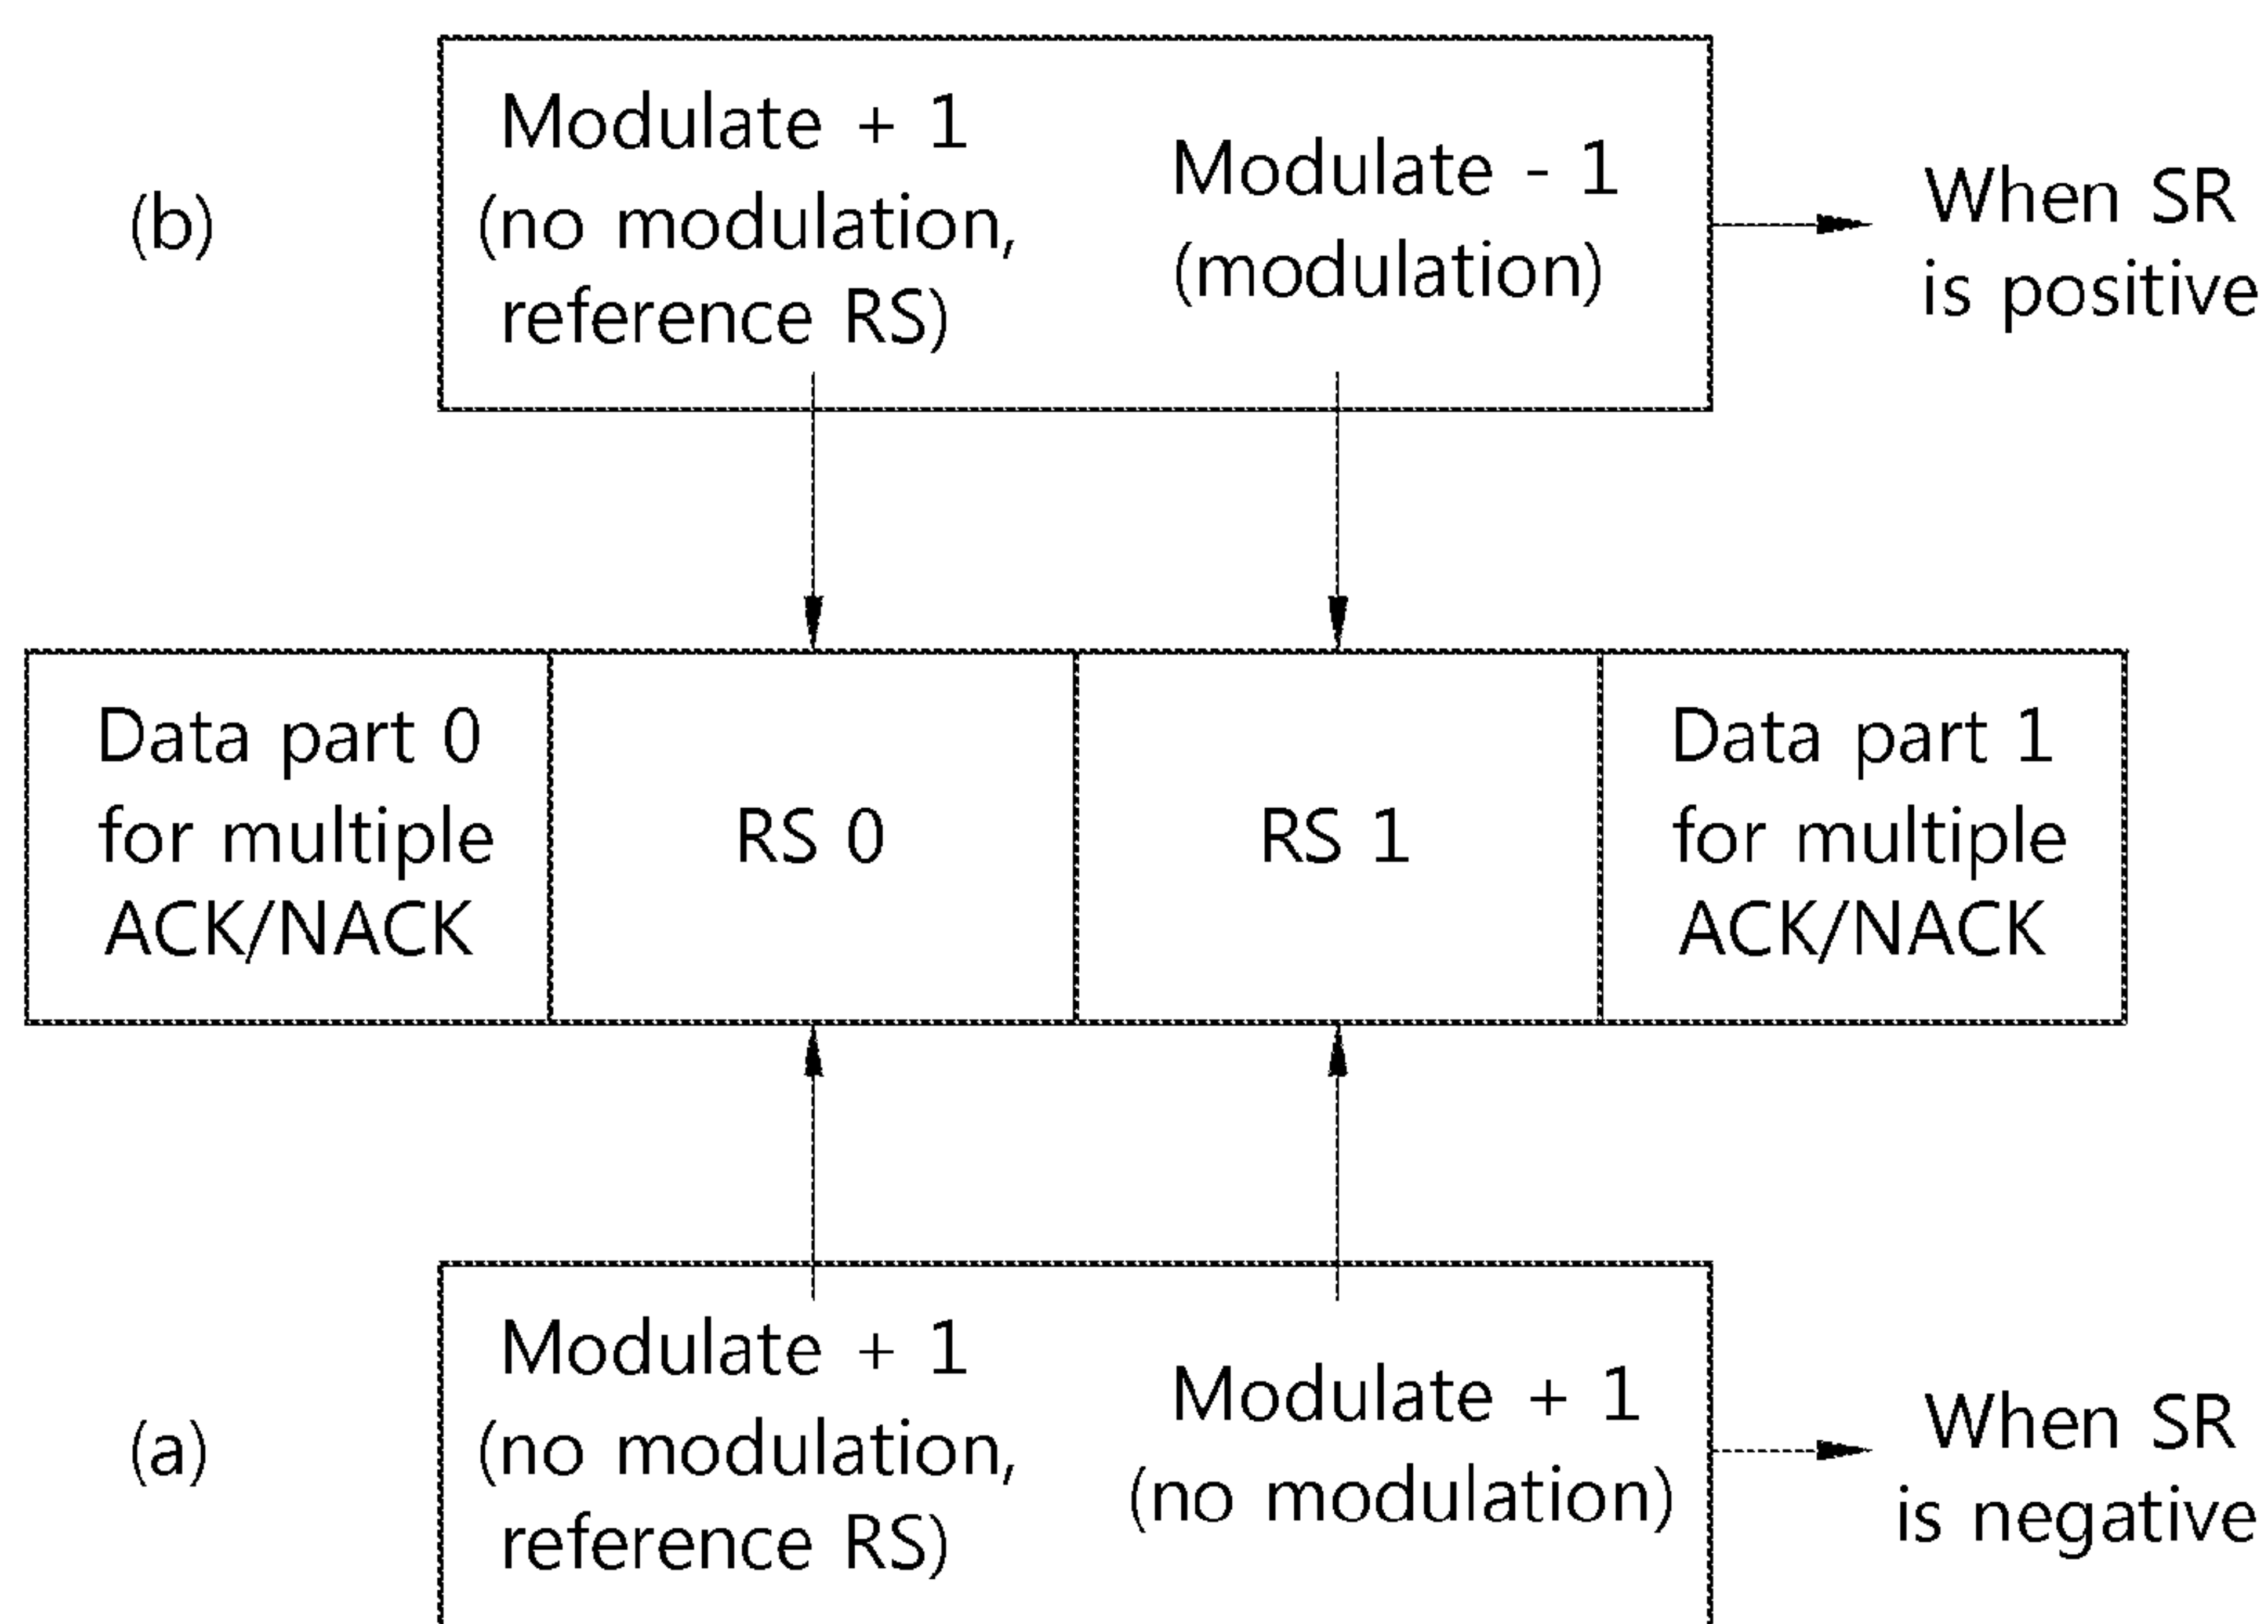 (b)
Modulate + 1
(no modulation,
reference RS)
Modulate - 1
(modulation)
When SR
is positive
Data part 0
for multiple
ACK/NACK
RS 0
RS 1
Data part 1
for multiple
ACK/NACK
(a)
Modulate + 1
(no modulation,
reference RS)
Modulate + 1
(no modulation)
When SR
is negative